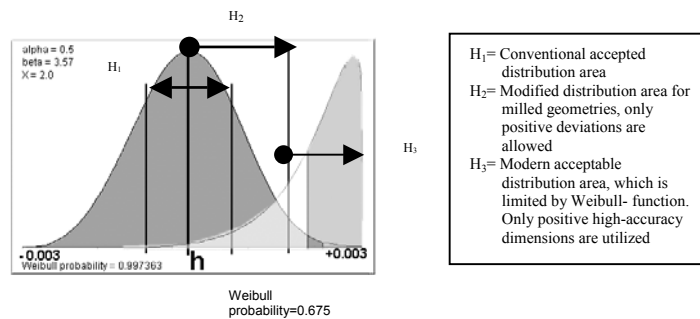 H2
alpha = 0.5
beta = 3.57
X = 2.0
H1
H3
-0.003
h
+0.003
Weibull probability = 0.997363
Weibull
probability=0.675
H1= Conventional accepted
distribution area
H2= Modified distribution area for
milled geometries, only
positive deviations are
allowed
H3= Modern acceptable
distribution area, which is
limited by Weibull- function.
Only positive high-accuracy
dimensions are utilized